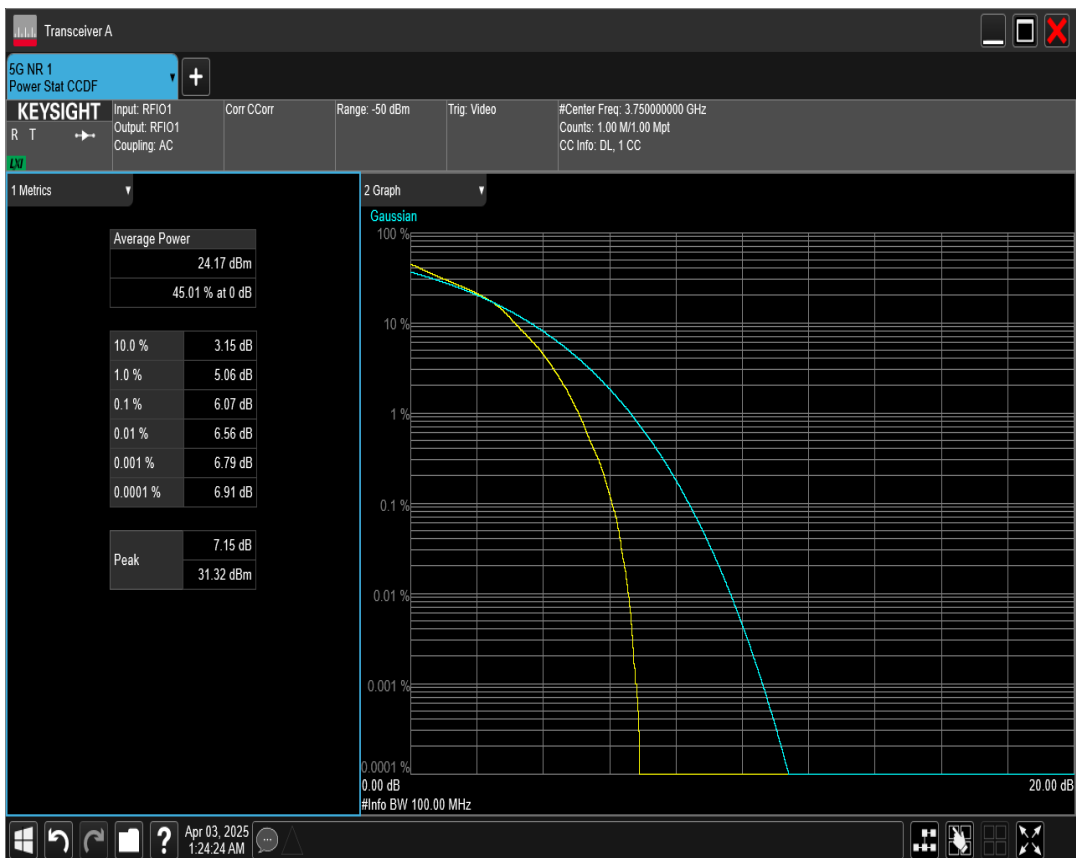 Transceiver A
5G NR 1
Power Stat CCDF
+
KEYSIGHT
R T
LXI
Input: RFIO1
Output: RFIO1
Coupling: AC
Corr CCorr
Range: -50 dBm
Trig: Video
#Center Freq: 3.750000000 GHz
Counts: 1.00 M/1.00 Mpt
CC Info: DL, 1 CC
1 Metrics
Average Power
24.17 dBm
45.01 % at 0 dB
10.0 % 3.15 dB
1.0 % 5.06 dB
0.1 % 6.07 dB
0.01 % 6.56 dB
0.001 % 6.79 dB
0.0001 % 6.91 dB
Peak
7.15 dB
31.32 dBm
2 Graph
Gaussian
100 %
10 %
1 %
0.1 %
0.01 %
0.001 %
0.0001 %
0.00 dB
20.00 dB
#Info BW 100.00 MHz
?
Apr 03, 2025
1:24:24 AM